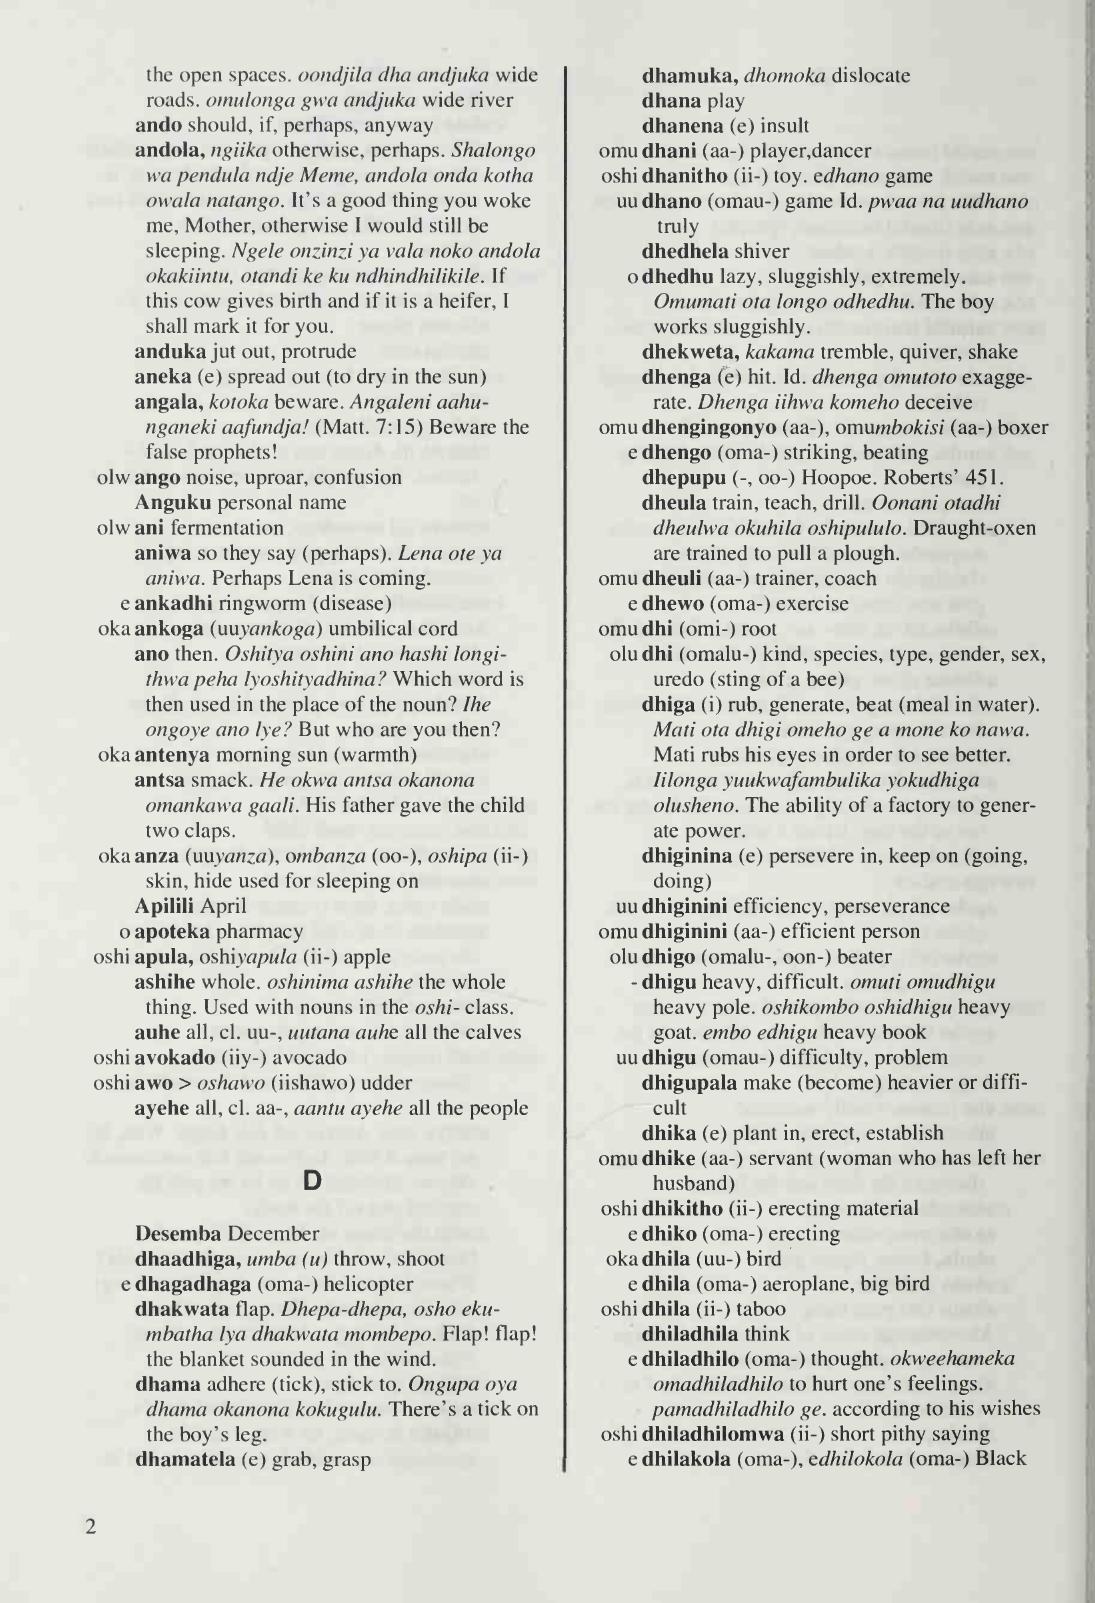 the open spaces. oondjila dha andjuka wide
roads. omulonga gwa andjuka wide river
ando should, if, perhaps, anyway
andola, ngiika otherwise, perhaps. Shalongo
wa pendula ndje Meme, andola onda kotha
owala natango. It's a good thing you woke
me, Mother, otherwise I would still be
sleeping. Ngele onzinzi ya vala noko andola
okakiintu, otandi ke ku ndhindhilikile. If
this cow gives birth and if it is a heifer, I
shall mark it for you.
anduka jut out, protrude
aneka (e) spread out (to dry in the sun)
angala, kotoka beware. Angaleni aahu-
nganeki aafundja! (Matt. 7:15) Beware the
false prophets!
olw ango noise, uproar, confusion
Anguku personal name
olw ani fermentation
aniwa so they say (perhaps). Lena ote ya
aniwa. Perhaps Lena is coming.
e ankadhi ringworm (disease)
oka ankoga (uuyankoga) umbilical cord
ano then. Oshitya oshini ano hashi longi-
thwa peha lyoshityadhina? Which word is
then used in the place of the noun? Ihe
ongoye ano lye? But who are you then?
oka antenya morning sun (warmth)
antsa smack. He okwa antsa okanona
omankawa gaali. His father gave the child
two claps.
oka anza (uuyanza), ombanza (oo-), oshipa (ii-)
skin, hide used for sleeping on
Apilili April
o apoteka pharmacy
oshi apula, oshiyapula (ii-) apple
ashihe whole. oshinima ashihe the whole
thing. Used with nouns in the oshi- class.
auhe all, cl. uu-, uutana auhe all the calves
oshi avokado (iiy-) avocado
oshi awo > oshawo (iishawo) udder
ayehe all, cl. aa-, aantu ayehe all the people
D
Desemba December
dhaadhiga, umba (u) throw, shoot
e dhagadhaga (oma-) helicopter
dhakwata flap. Dhepa-dhepa, osho eku-
mbatha lya dhakwata mombepo. Flap! flap!
the blanket sounded in the wind.
dhama adhere (tick), stick to. Ongupa oya
dhama okanona kokugulu. There's a tick on
the boy's leg.
dhamatela (e) grab, grasp
2
dhamuka, dhomoka dislocate
dhana play
dhanena (e) insult
omu dhani (aa-) player,dancer
oshi dhanitho (ii-) toy. edhano game
uu dhano (omau-) game Id. pwaa na uudhano
truly
dhedhela shiver
o dhedhu lazy, sluggishly, extremely.
Omumati ota longo odhedhu. The boy
works sluggishly.
dhekweta, kakama tremble, quiver, shake
dhenga (e) hit. Id. dhenga omutoto exagge-
rate. Dhenga iihwa komeho deceive
omu dhengingonyo (aa-), omumbokisi (aa-) boxer
e dhengo (oma-) striking, beating
dhepupu (-, oo-) Hoopoe. Roberts' 451.
dheula train, teach, drill. Oonani otadhi
dheulwa okuhila oshipululo. Draught-oxen
are trained to pull a plough.
omu dheuli (aa-) trainer, coach
e dhewo (oma-) exercise
omu dhi (omi-) root
olu dhi (omalu-) kind, species, type, gender, sex,
uredo (sting of a bee)
dhiga (i) rub, generate, beat (meal in water).
Mati ota dhigi omeho ge a mone ko nawa.
Mati rubs his eyes in order to see better.
Iilonga yuukwafambulika yokudhiga
olusheno. The ability of a factory to gener-
ate power.
dhiginina (e) persevere in, keep on (going,
doing)
uu dhiginini efficiency, perseverance
omu dhiginini (aa-) efficient person
olu dhigo (omalu-, oon-) beater
- dhigu heavy, difficult. omuti omudhigu
heavy pole. oshikombo oshidhigu heavy
goat. embo edhigu heavy book
uu dhigu (omau-) difficulty, problem
dhigupala make (become) heavier or diffi-
cult
dhika (e) plant in, erect, establish
omu dhike (aa-) servant (woman who has left her
husband)
oshi dhikitho (ii-) erecting material
e dhiko (oma-) erecting
oka dhila (uu-) bird
e dhila (oma-) aeroplane, big bird
oshi dhila (ii-) taboo
dhiladhila think
e dhiladhilo (oma-) thought. okweehameka
omadhiladhilo to hurt one's feelings.
pamadhiladhilo ge. according to his wishes
oshi dhiladhilomwa (ii-) short pithy saying
e dhilakola (oma-), edhilokola (oma-) Black